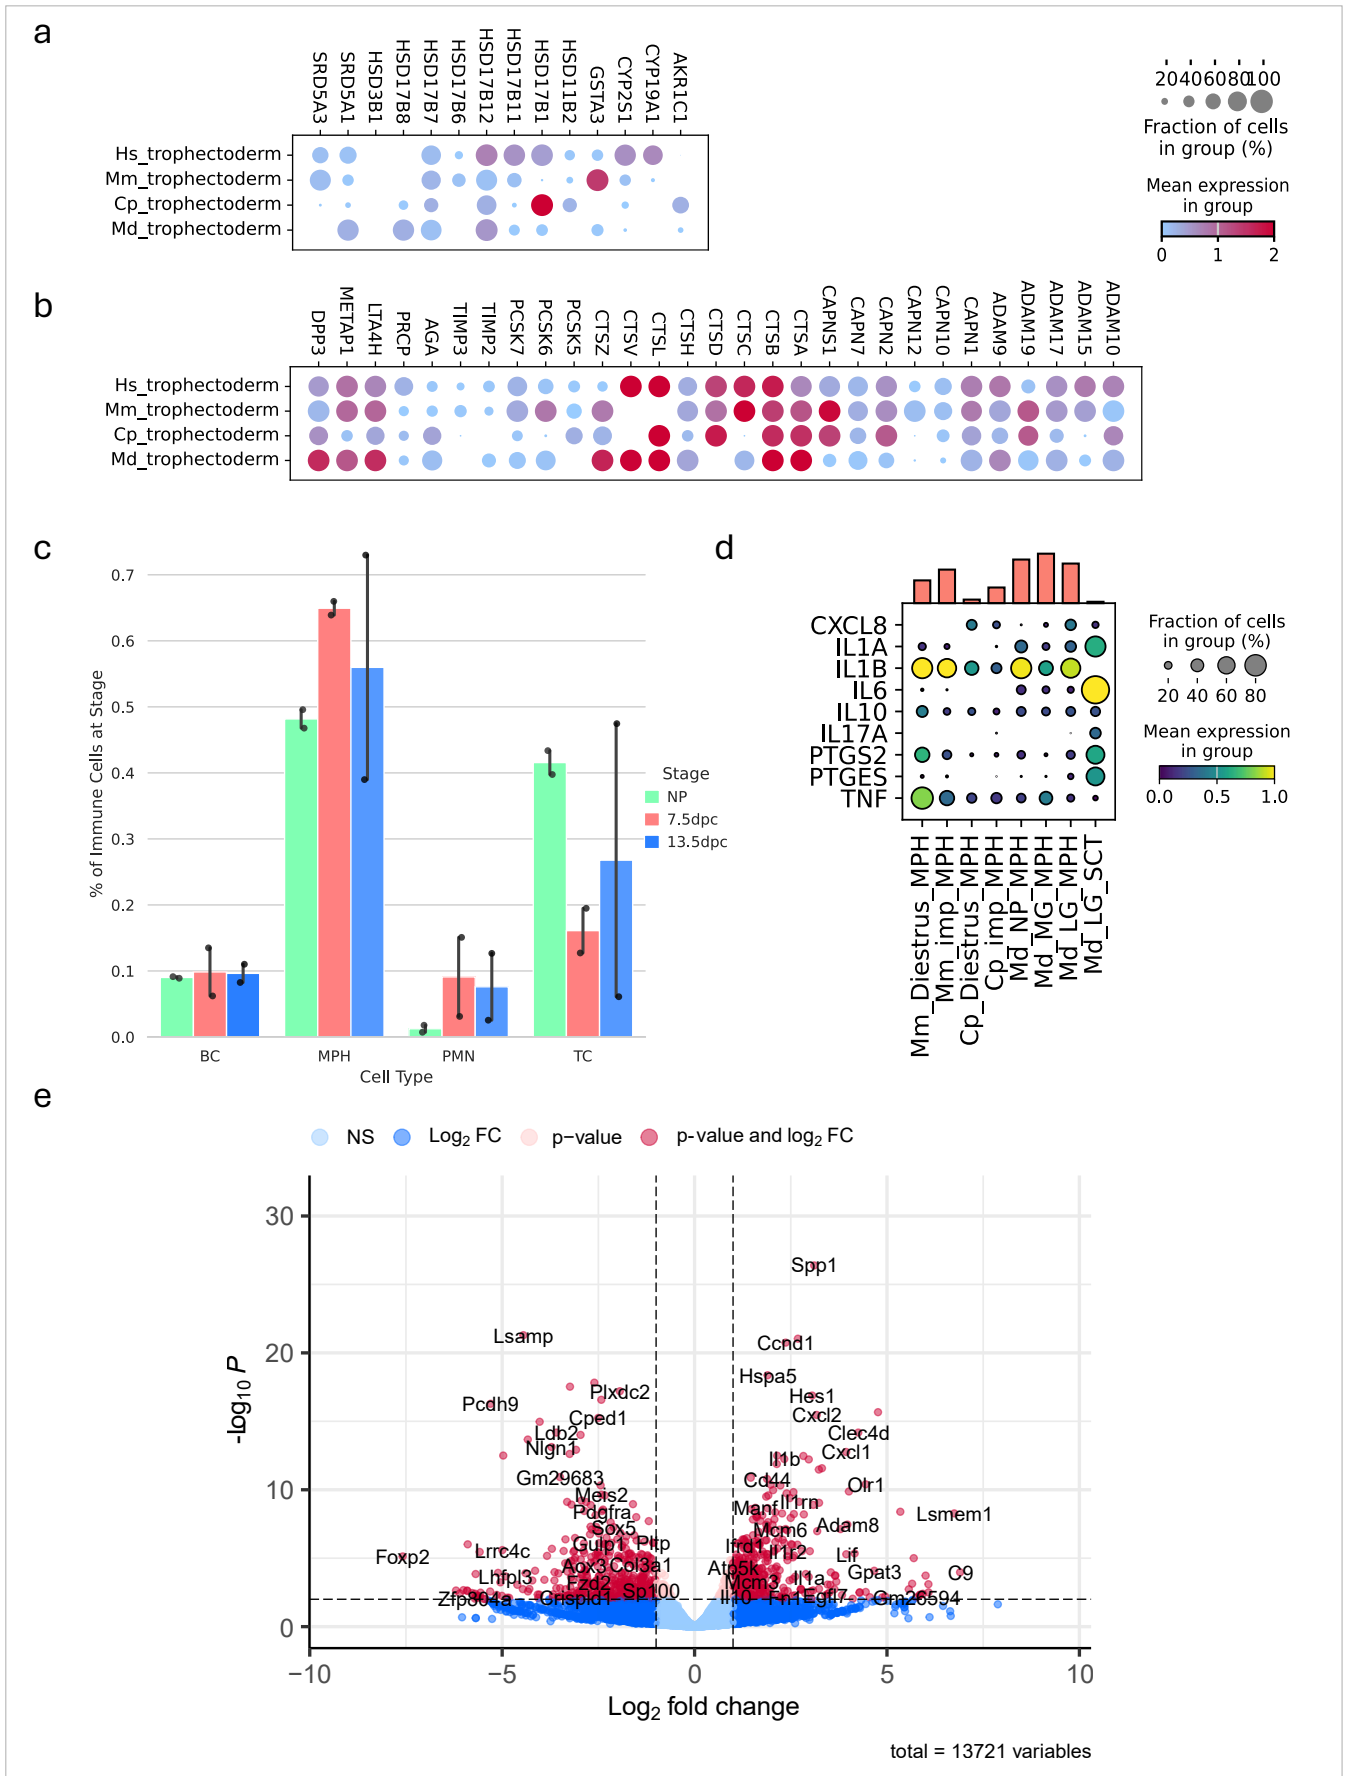 a
SRD5A3
SRD5A1
HSD3B1
HSD17B8
HSD17B7
HSD17B6
HSD17B12
HSD17B11
HSD17B1
HSD11B2
GSTA3
CYP2S1
CYP19A1
AKR1C1
Hs_trophectoderm
Mm_trophectoderm
Cp_trophectoderm
Md_trophectoderm
20 40 60 80 100
Fraction of cells
in group (%)
Mean expression
in group
0 1 2
b
DPP3
METAP1
LTA4H
PRCP
AGA
TIMP3
TIMP2
PCSK7
PCSK6
PCSK5
CTSZ
CTSV
CTSL
CTSH
CTSD
CTSC
CTSB
CTSA
CAPNS1
CAPN7
CAPN2
CAPN12
CAPN10
CAPN1
ADAM9
ADAM19
ADAM17
ADAM15
ADAM10
Hs_trophectoderm
Mm_trophectoderm
Cp_trophectoderm
Md_trophectoderm
c
% of Immune Cells at Stage
0.7
0.6
0.5
0.4
0.3
0.2
0.1
0.0
BC MPH PMN TC
Cell Type
Stage
NP
7.5dpc
13.5dpc
d
CXCL8
IL1A
IL1B
IL6
IL10
IL17A
PTGS2
PTGES
TNF
Mm_Diestrus_MPH
Mm_imp_MPH
Cp_Diestrus_MPH
Cp_imp_MPH
Md_NP_MPH
Md_MG_MPH
Md_LG_MPH
Md_LG_SCT
Fraction of cells
in group (%)
20 40 60 80
Mean expression
in group
0.0 0.5 1.0
e
NS Log2 FC p−value p-value and log2 FC
-Log10 P
30
20
10
0
Spp1
Lsamp
Ccnd1
Hspa5
Plxdc2
Hes1
Pcdh9
Cped1
Cxcl2
Ldb2
Clec4d
Nlgn1
Cxcl1
Il1b
Gm29683
Cd44
Olr1
Meis2
Il1rn
Pdgfra
Manf
Lsmem1
Sox5
Mcm6
Adam8
Gulp1
Pltp
Ifrd1
Il1r2
Lrrc4c
Lif
Foxp2
Aox3
Col3a1
Atp5k
Gpat3
C9
Lhfpl3
Fzd2
Sp100
Mcm3
Il1a
Zfp804a
Crispld1
Il10
Fn1
Egfl7
Gm26594
−10 −5 0 5 10
Log2 fold change
total = 13721 variables